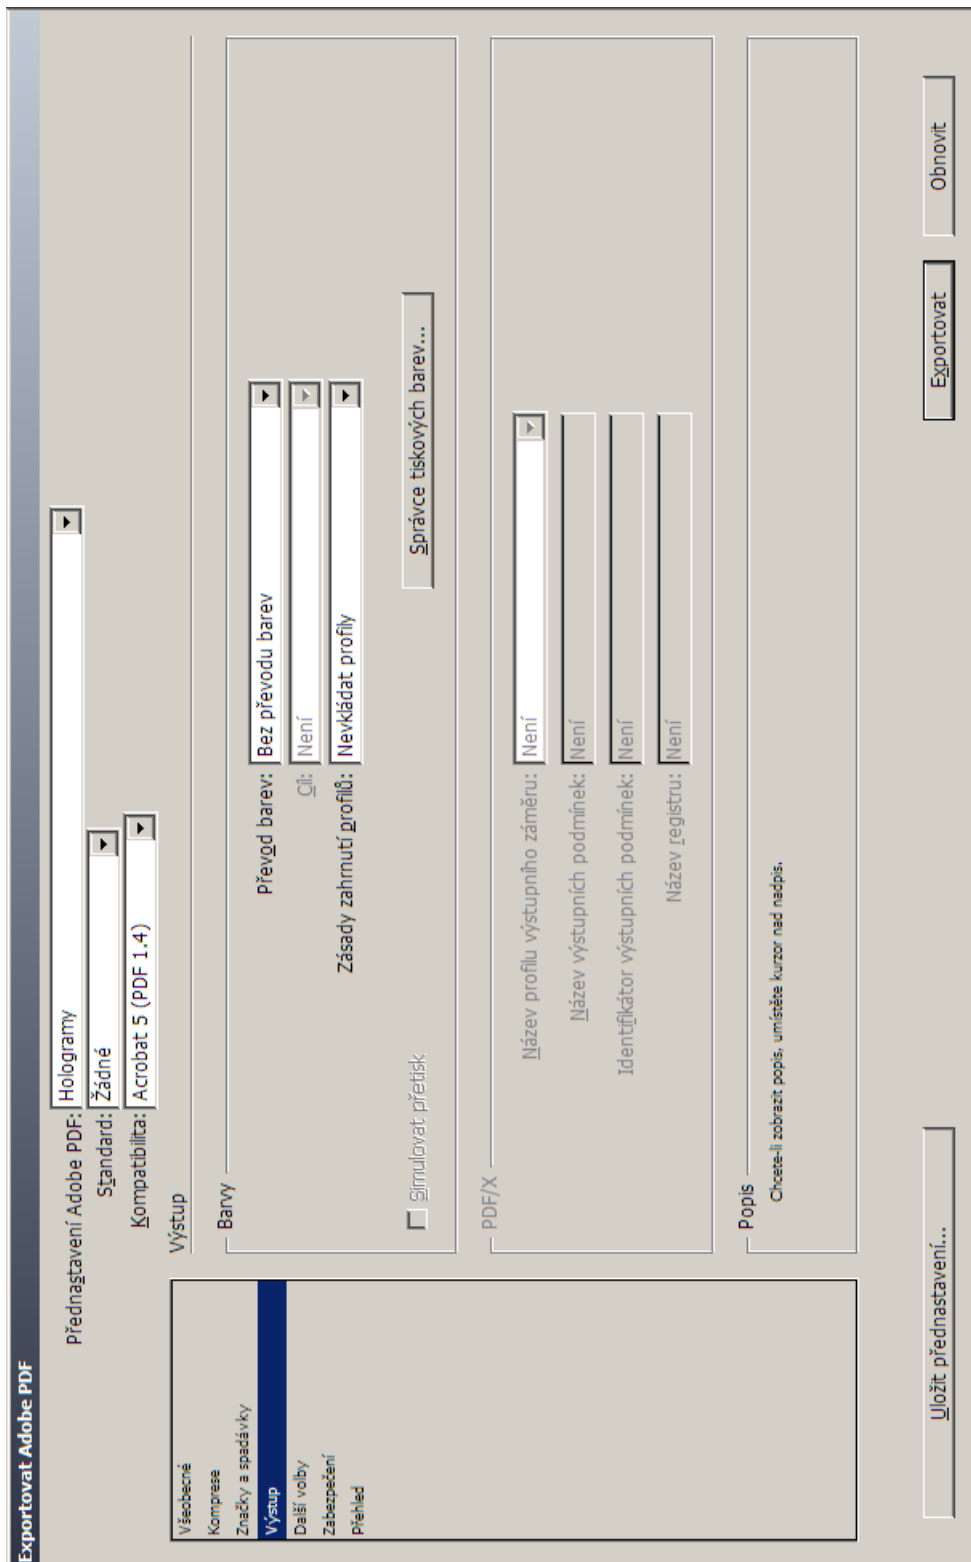 Exportovat Adobe PDF
Přednastavení Adobe PDF: Hologramy
Standard: Žádné
Kompatibilita: Acrobat 5 (PDF 1.4)
Všeobecné
Komprese
Značky a spadávky
Výstup
Další volby
Zabezpečení
Přehled
Výstup
Barvy
Převod barev: Bez převodu barev
Cíl: Není
Zásady zahrnutí profilů: Nevkládat profily
Simulovat přetisk
Správce tiskových barev...
PDF/X
Název profilu výstupního záměru: Není
Název výstupních podmínek: Není
Identifikátor výstupních podmínek: Není
Název registru: Není
Popis
Chcete-li zobrazit popis, umístěte kurzor nad nadpis.
Uložit přednastavení...
Exportovat
Obnovit